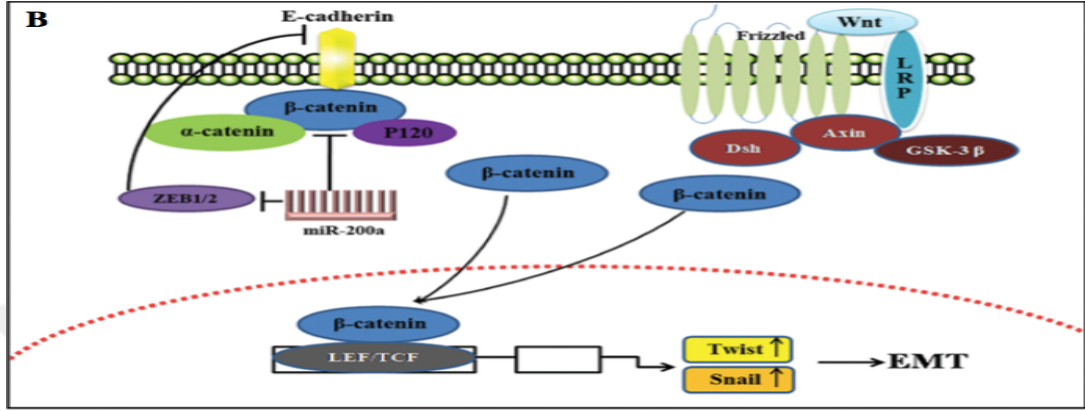 B
E-cadherin
Wnt
Frizzled
LRP
β-catenin
α-catenin
P120
Axin
Dsh
GSK-3 β
β-catenin
β-catenin
ZEB1/2
miR-200a
β-catenin
LEF/TCF
Twist ↑
Snail ↑
EMT